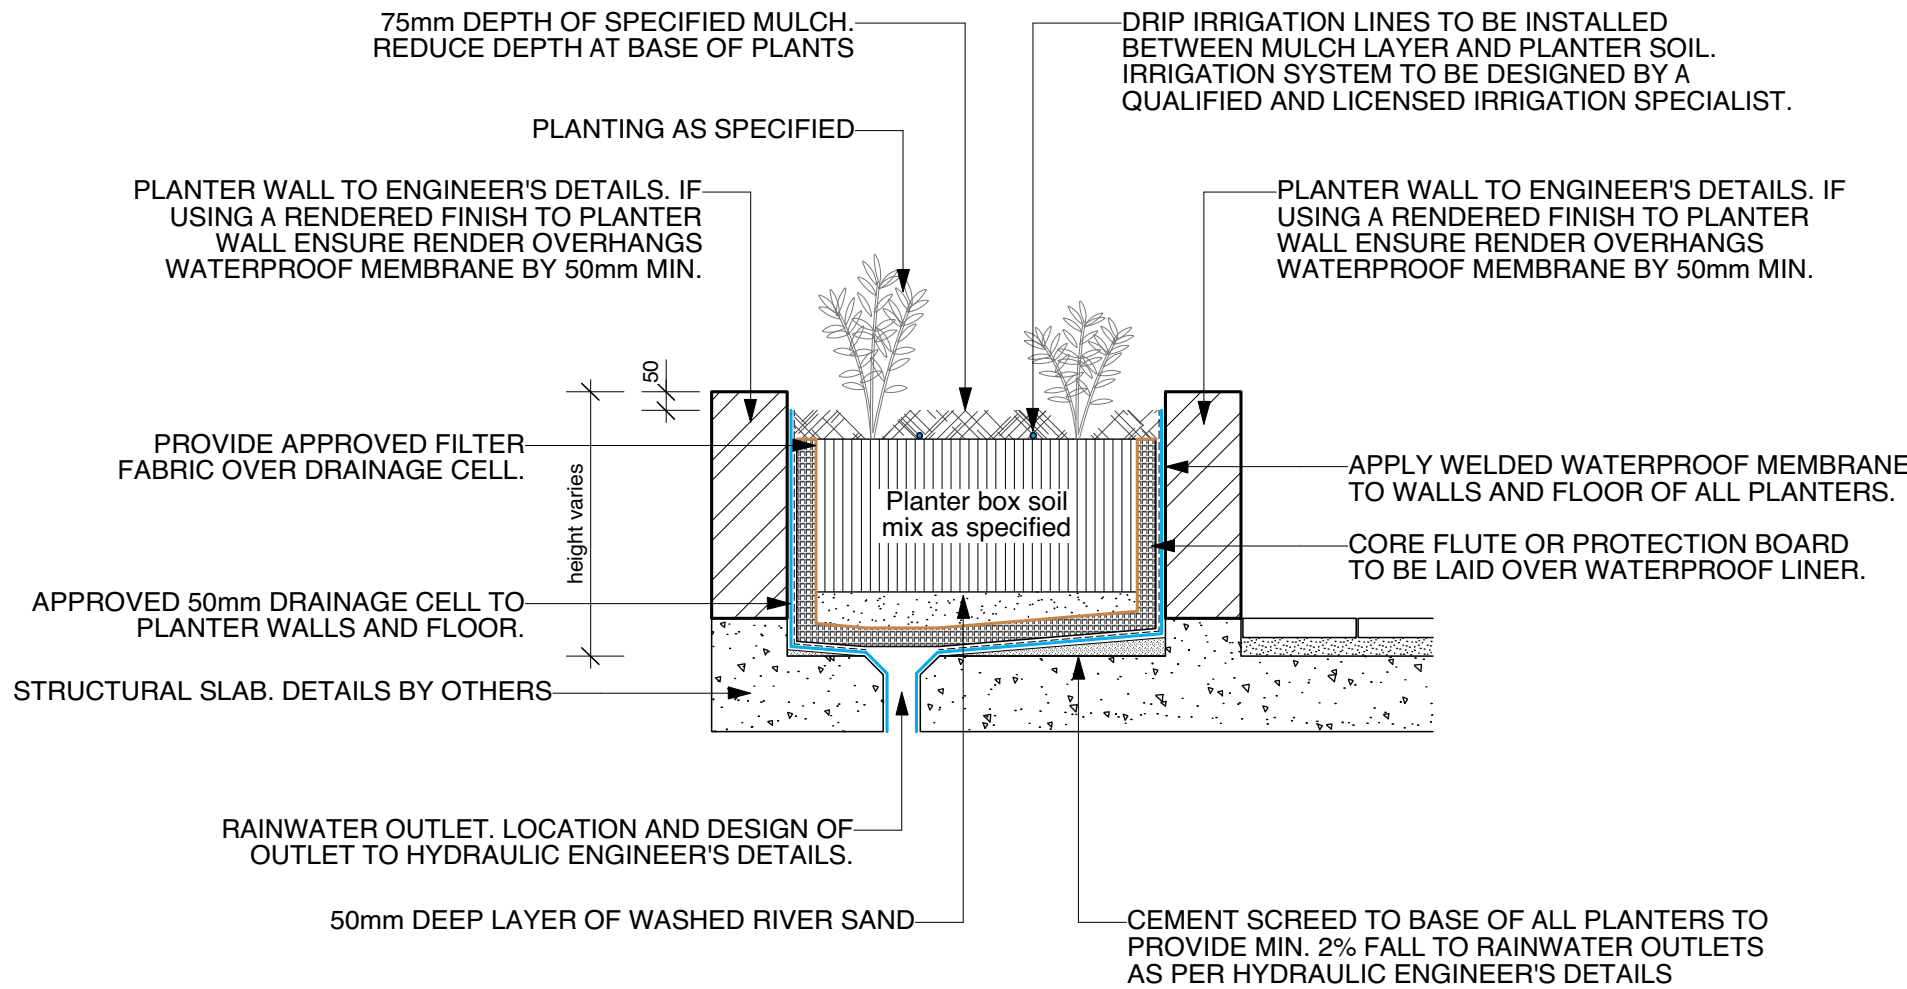 75mm DEPTH OF SPECIFIED MULCH.
REDUCE DEPTH AT BASE OF PLANTS
DRIP IRRIGATION LINES TO BE INSTALLED
BETWEEN MULCH LAYER AND PLANTER SOIL.
IRRIGATION SYSTEM TO BE DESIGNED BY A
QUALIFIED AND LICENSED IRRIGATION SPECIALIST.
PLANTING AS SPECIFIED
PLANTER WALL TO ENGINEER'S DETAILS. IF
USING A RENDERED FINISH TO PLANTER
WALL ENSURE RENDER OVERHANGS
WATERPROOF MEMBRANE BY 50mm MIN.
PLANTER WALL TO ENGINEER'S DETAILS. IF
USING A RENDERED FINISH TO PLANTER
WALL ENSURE RENDER OVERHANGS
WATERPROOF MEMBRANE BY 50mm MIN.
50
PROVIDE APPROVED FILTER
FABRIC OVER DRAINAGE CELL.
height varies
Planter box soil
mix as specified
APPLY WELDED WATERPROOF MEMBRANE
TO WALLS AND FLOOR OF ALL PLANTERS.
CORE FLUTE OR PROTECTION BOARD
TO BE LAID OVER WATERPROOF LINER.
APPROVED 50mm DRAINAGE CELL TO
PLANTER WALLS AND FLOOR.
STRUCTURAL SLAB. DETAILS BY OTHERS
RAINWATER OUTLET. LOCATION AND DESIGN OF
OUTLET TO HYDRAULIC ENGINEER'S DETAILS.
50mm DEEP LAYER OF WASHED RIVER SAND
CEMENT SCREED TO BASE OF ALL PLANTERS TO
PROVIDE MIN. 2% FALL TO RAINWATER OUTLETS
AS PER HYDRAULIC ENGINEER'S DETAILS